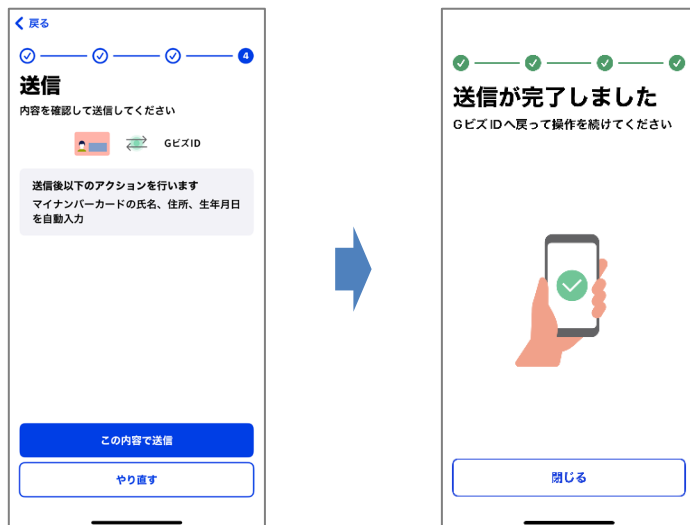 戻る
4
送信
内容を確認して送信してください
GビズID
送信後以下のアクションを行います
マイナンバーカードの氏名、住所、生年月日
を自動入力
この内容で送信
やり直す
送信が完了しました
GビズIDへ戻って操作を続けてください
閉じる